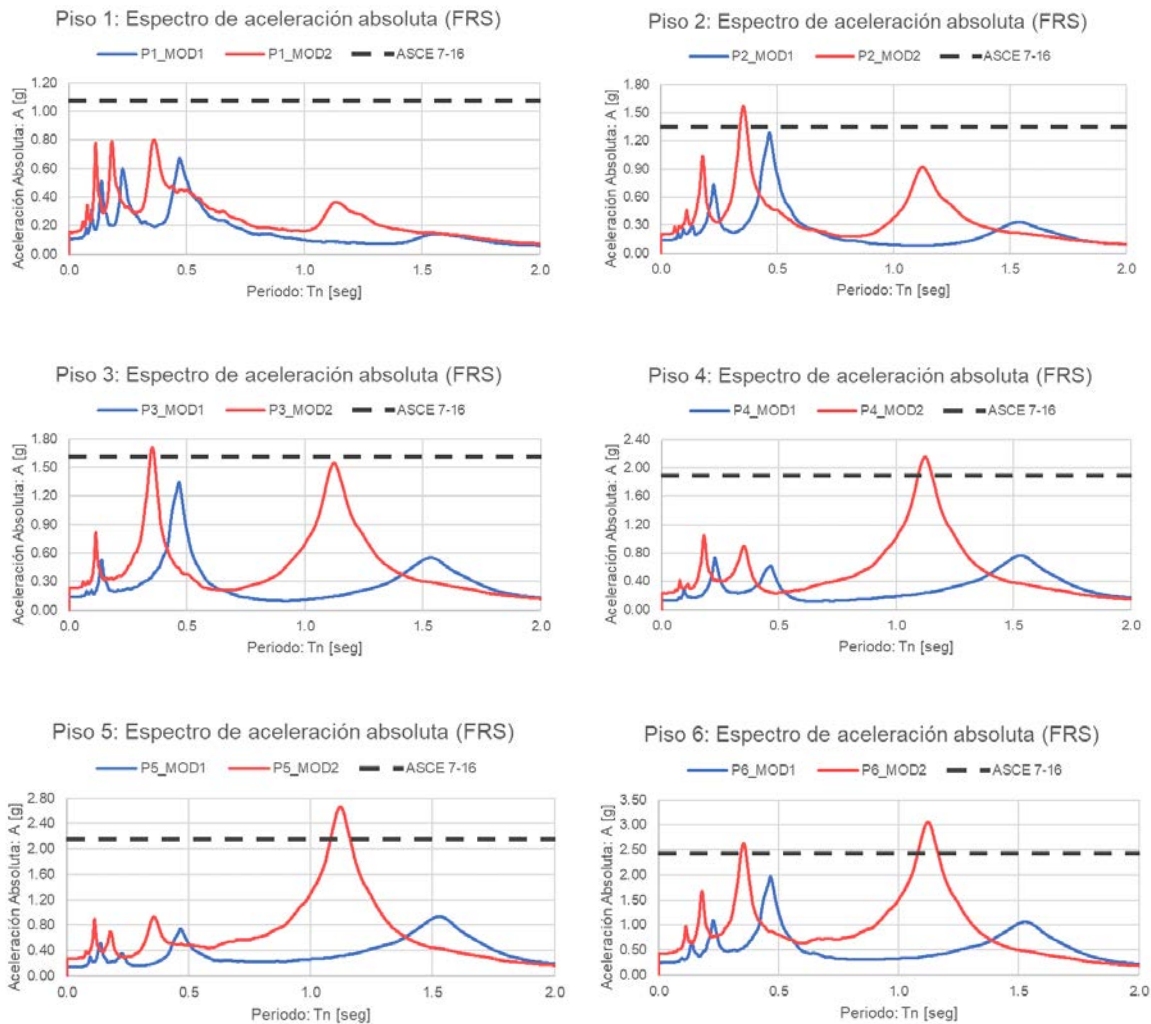 Piso 1: Espectro de aceleración absoluta (FRS)
P1_MOD1 P1_MOD2 ASCE 7-16
Aceleración Absoluta: A [g]
1.20
1.00
0.80
0.60
0.40
0.20
0.00
0.0 0.5 1.0 1.5 2.0
Periodo: Tn [seg]
Piso 2: Espectro de aceleración absoluta (FRS)
P2_MOD1 P2_MOD2 ASCE 7-16
Aceleración Absoluta: A [g]
1.80
1.50
1.20
0.90
0.60
0.30
0.00
0.0 0.5 1.0 1.5 2.0
Periodo: Tn [seg]
Piso 3: Espectro de aceleración absoluta (FRS)
P3_MOD1 P3_MOD2 ASCE 7-16
Aceleración Absoluta: A [g]
1.80
1.50
1.20
0.90
0.60
0.30
0.00
0.0 0.5 1.0 1.5 2.0
Periodo: Tn [seg]
Piso 4: Espectro de aceleración absoluta (FRS)
P4_MOD1 P4_MOD2 ASCE 7-16
Aceleración Absoluta: A [g]
2.40
2.00
1.60
1.20
0.80
0.40
0.00
0.0 0.5 1.0 1.5 2.0
Periodo: Tn [seg]
Piso 5: Espectro de aceleración absoluta (FRS)
P5_MOD1 P5_MOD2 ASCE 7-16
Aceleración Absoluta: A [g]
2.80
2.40
2.00
1.60
1.20
0.80
0.40
0.00
0.0 0.5 1.0 1.5 2.0
Periodo: Tn [seg]
Piso 6: Espectro de aceleración absoluta (FRS)
P6_MOD1 P6_MOD2 ASCE 7-16
Aceleración Absoluta: A [g]
3.50
3.00
2.50
2.00
1.50
1.00
0.50
0.00
0.0 0.5 1.0 1.5 2.0
Periodo: Tn [seg]